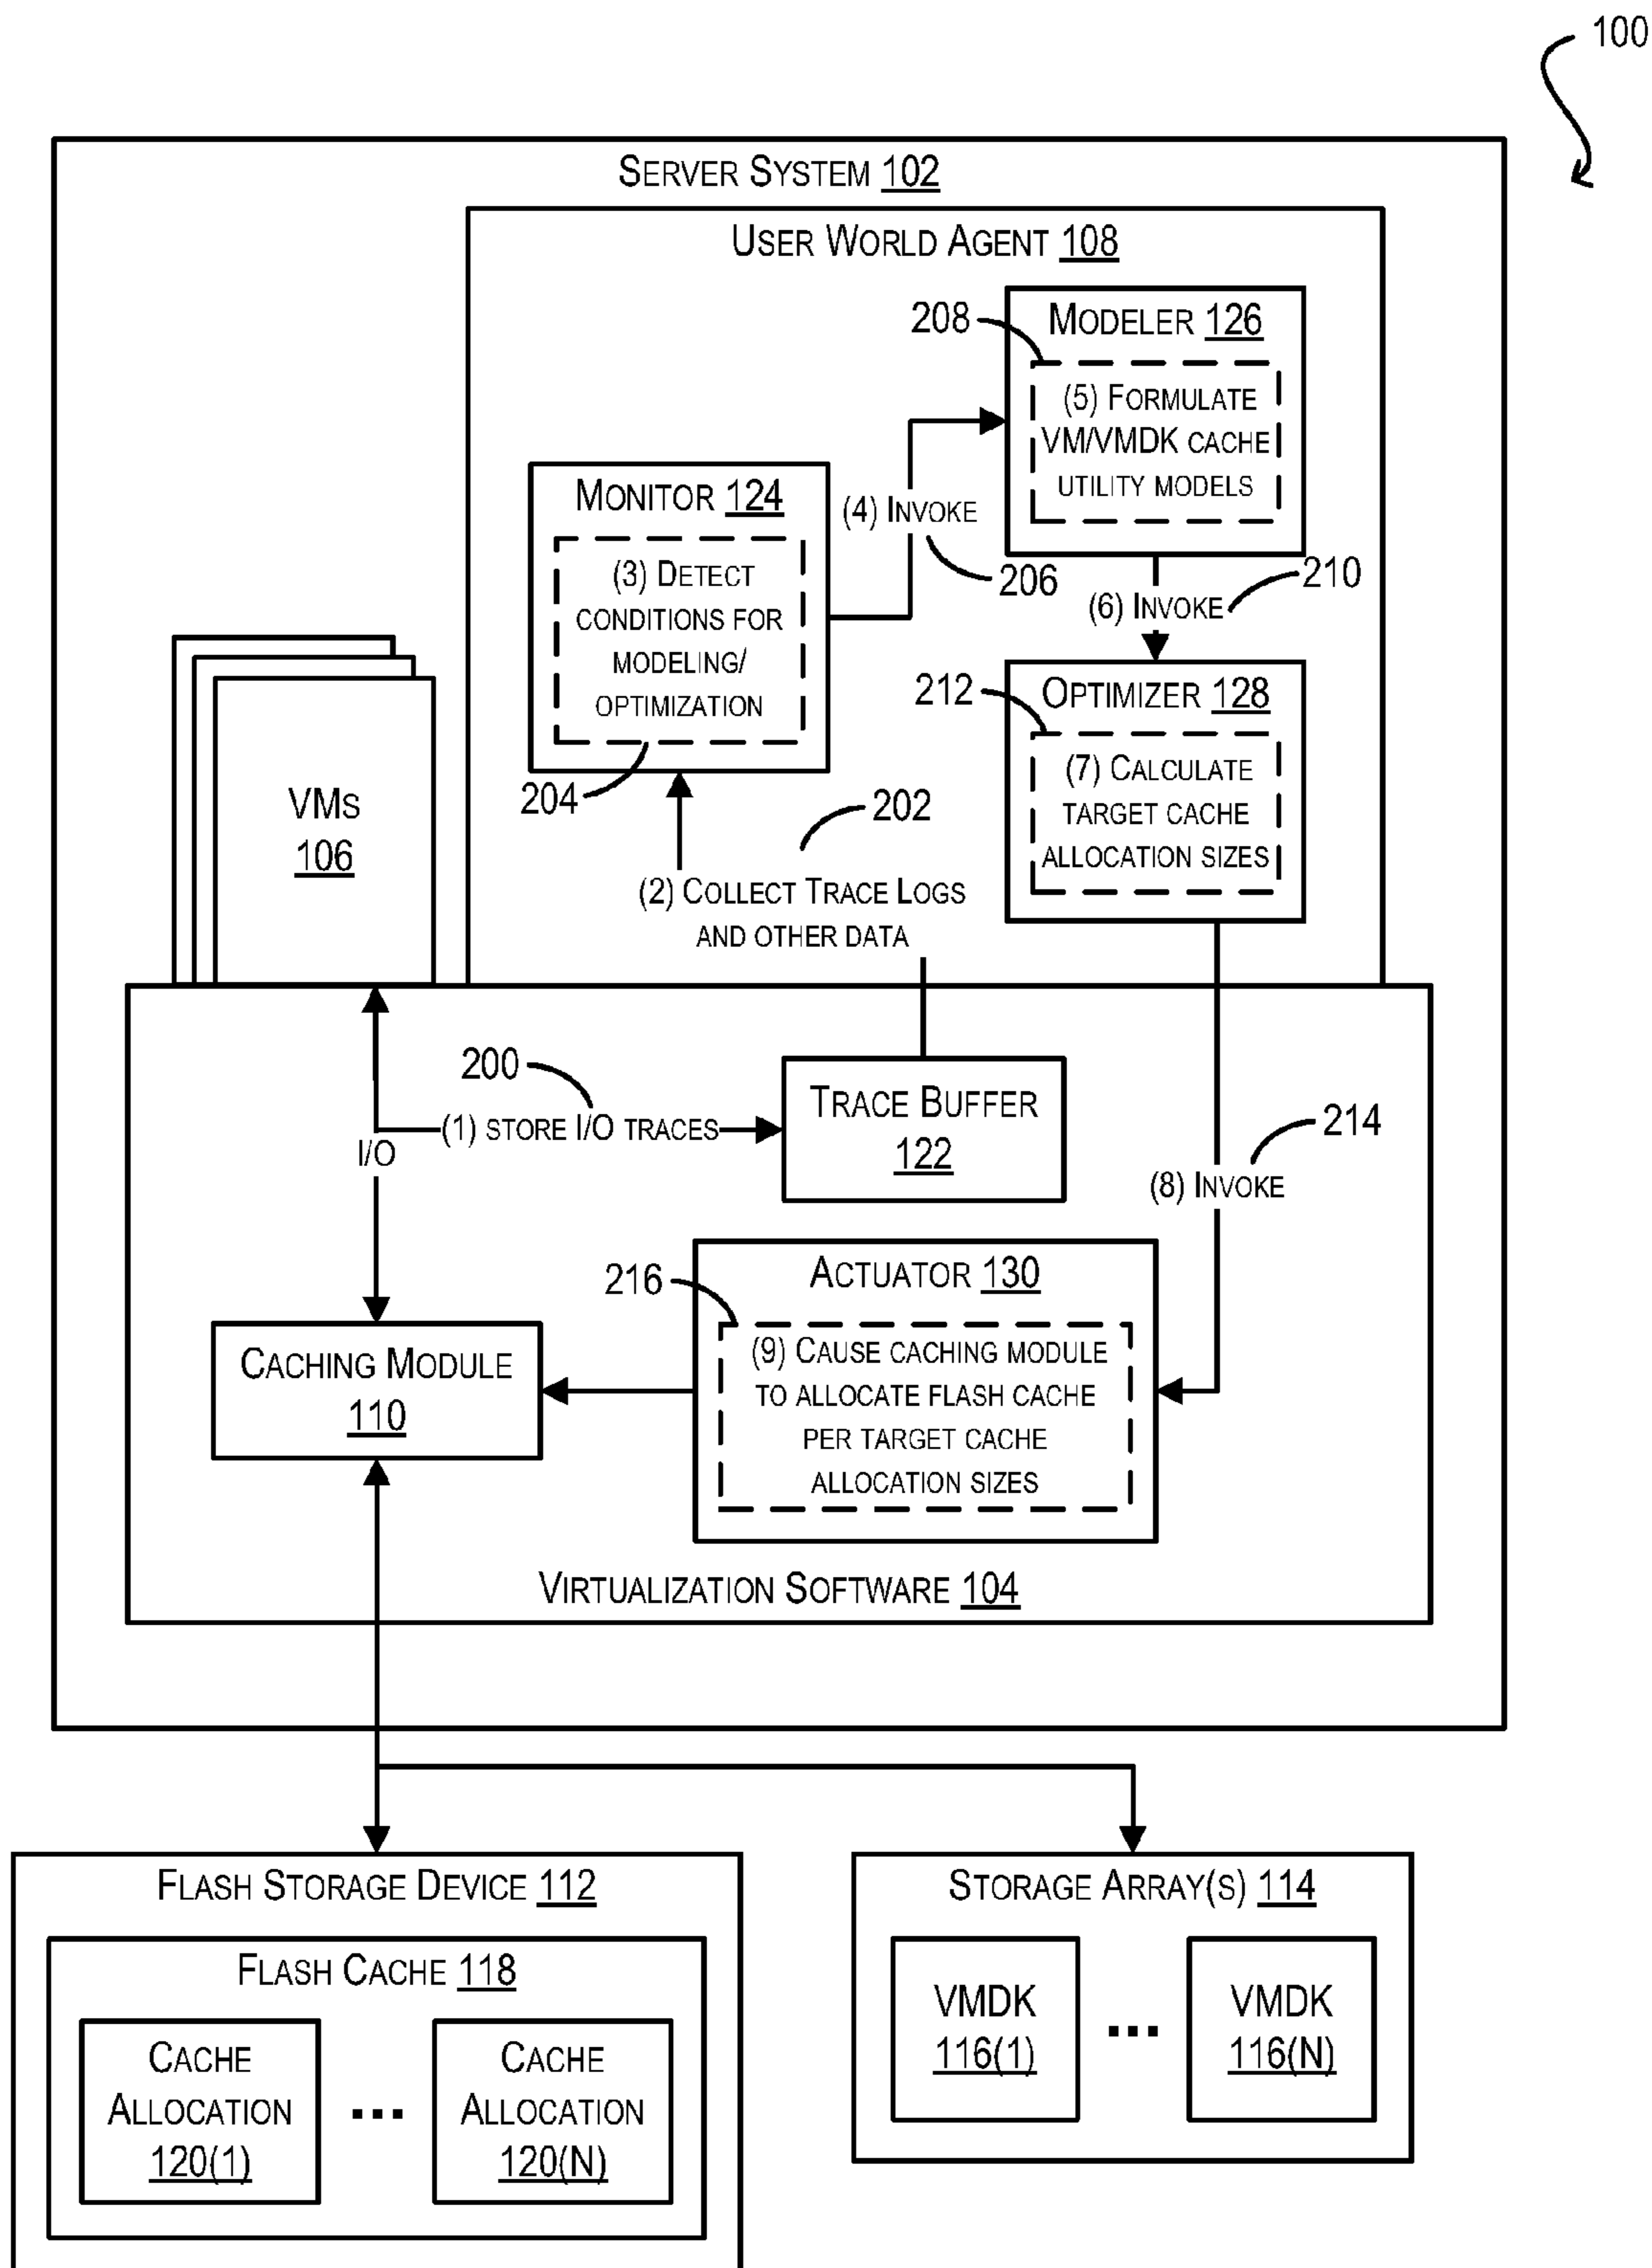 100
SERVER SYSTEM 102
USER WORLD AGENT 108
208
MODELER 126
(5) FORMULATE
VM/VMDK CACHE
UTILITY MODELS
MONITOR 124
(3) DETECT
CONDITIONS FOR
MODELING/
OPTIMIZATION
204
(4) INVOKE
206
(6) INVOKE
210
212
OPTIMIZER 128
(7) CALCULATE
TARGET CACHE
ALLOCATION SIZES
VMS
106
202
(2) COLLECT TRACE LOGS
AND OTHER DATA
200
(1) STORE I/O TRACES
I/O
TRACE BUFFER
122
214
(8) INVOKE
216
ACTUATOR 130
(9) CAUSE CACHING MODULE
TO ALLOCATE FLASH CACHE
PER TARGET CACHE
ALLOCATION SIZES
CACHING MODULE
110
VIRTUALIZATION SOFTWARE 104
FLASH STORAGE DEVICE 112
FLASH CACHE 118
CACHE
ALLOCATION
120(1)
...
CACHE
ALLOCATION
120(N)
STORAGE ARRAY(S) 114
VMDK
116(1)
...
VMDK
116(N)